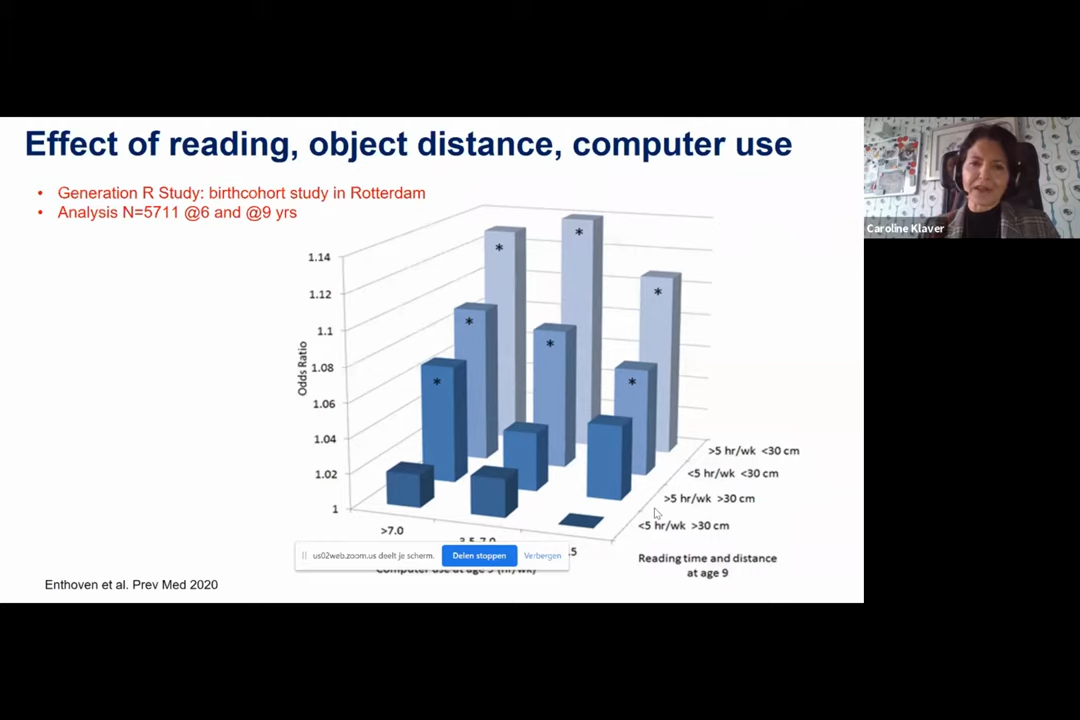 Effect of reading, object distance, computer use
• Generation R Study: birthcohort study in Rotterdam
• Analysis N=5711 @6 and @9 yrs
Caroline Klaver
1.14
1.12
1.1
1.08
1.06
1.04
1.02
1
Odds Ratio
*
*
*
*
*
*
*
>5 hr/wk <30 cm
<5 hr/wk <30 cm
>5 hr/wk >30 cm
<5 hr/wk >30 cm
>7.0
Reading time and distance
at age 9
us02web.zoom.us deelt je scherm.
Delen stoppen
Verbergen
Enthoven et al. Prev Med 2020